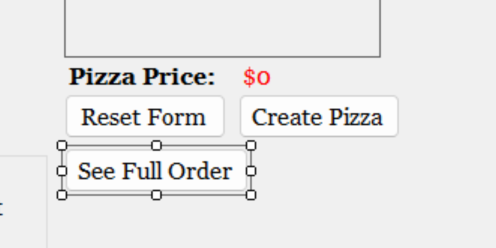 Pizza Price: $0
Reset Form Create Pizza
See Full Order